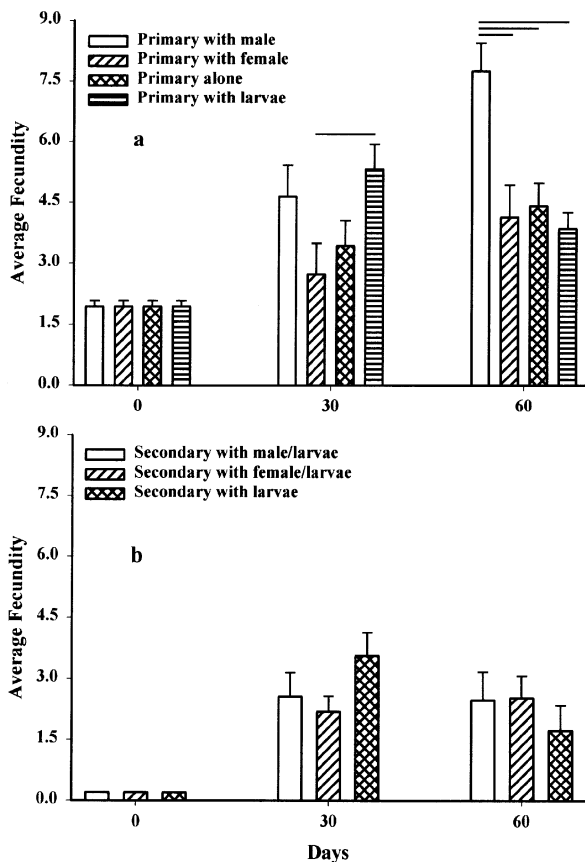 9.0
7.5
6.0
4.5
3.0
1.5
0.0
Average Fecundity
Primary with male
Primary with female
Primary alone
Primary with larvae
a
0 30 60
9.0
7.5
6.0
4.5
3.0
1.5
0.0
Average Fecundity
Secondary with male/larvae
Secondary with female/larvae
Secondary with larvae
b
0 30 60
Days